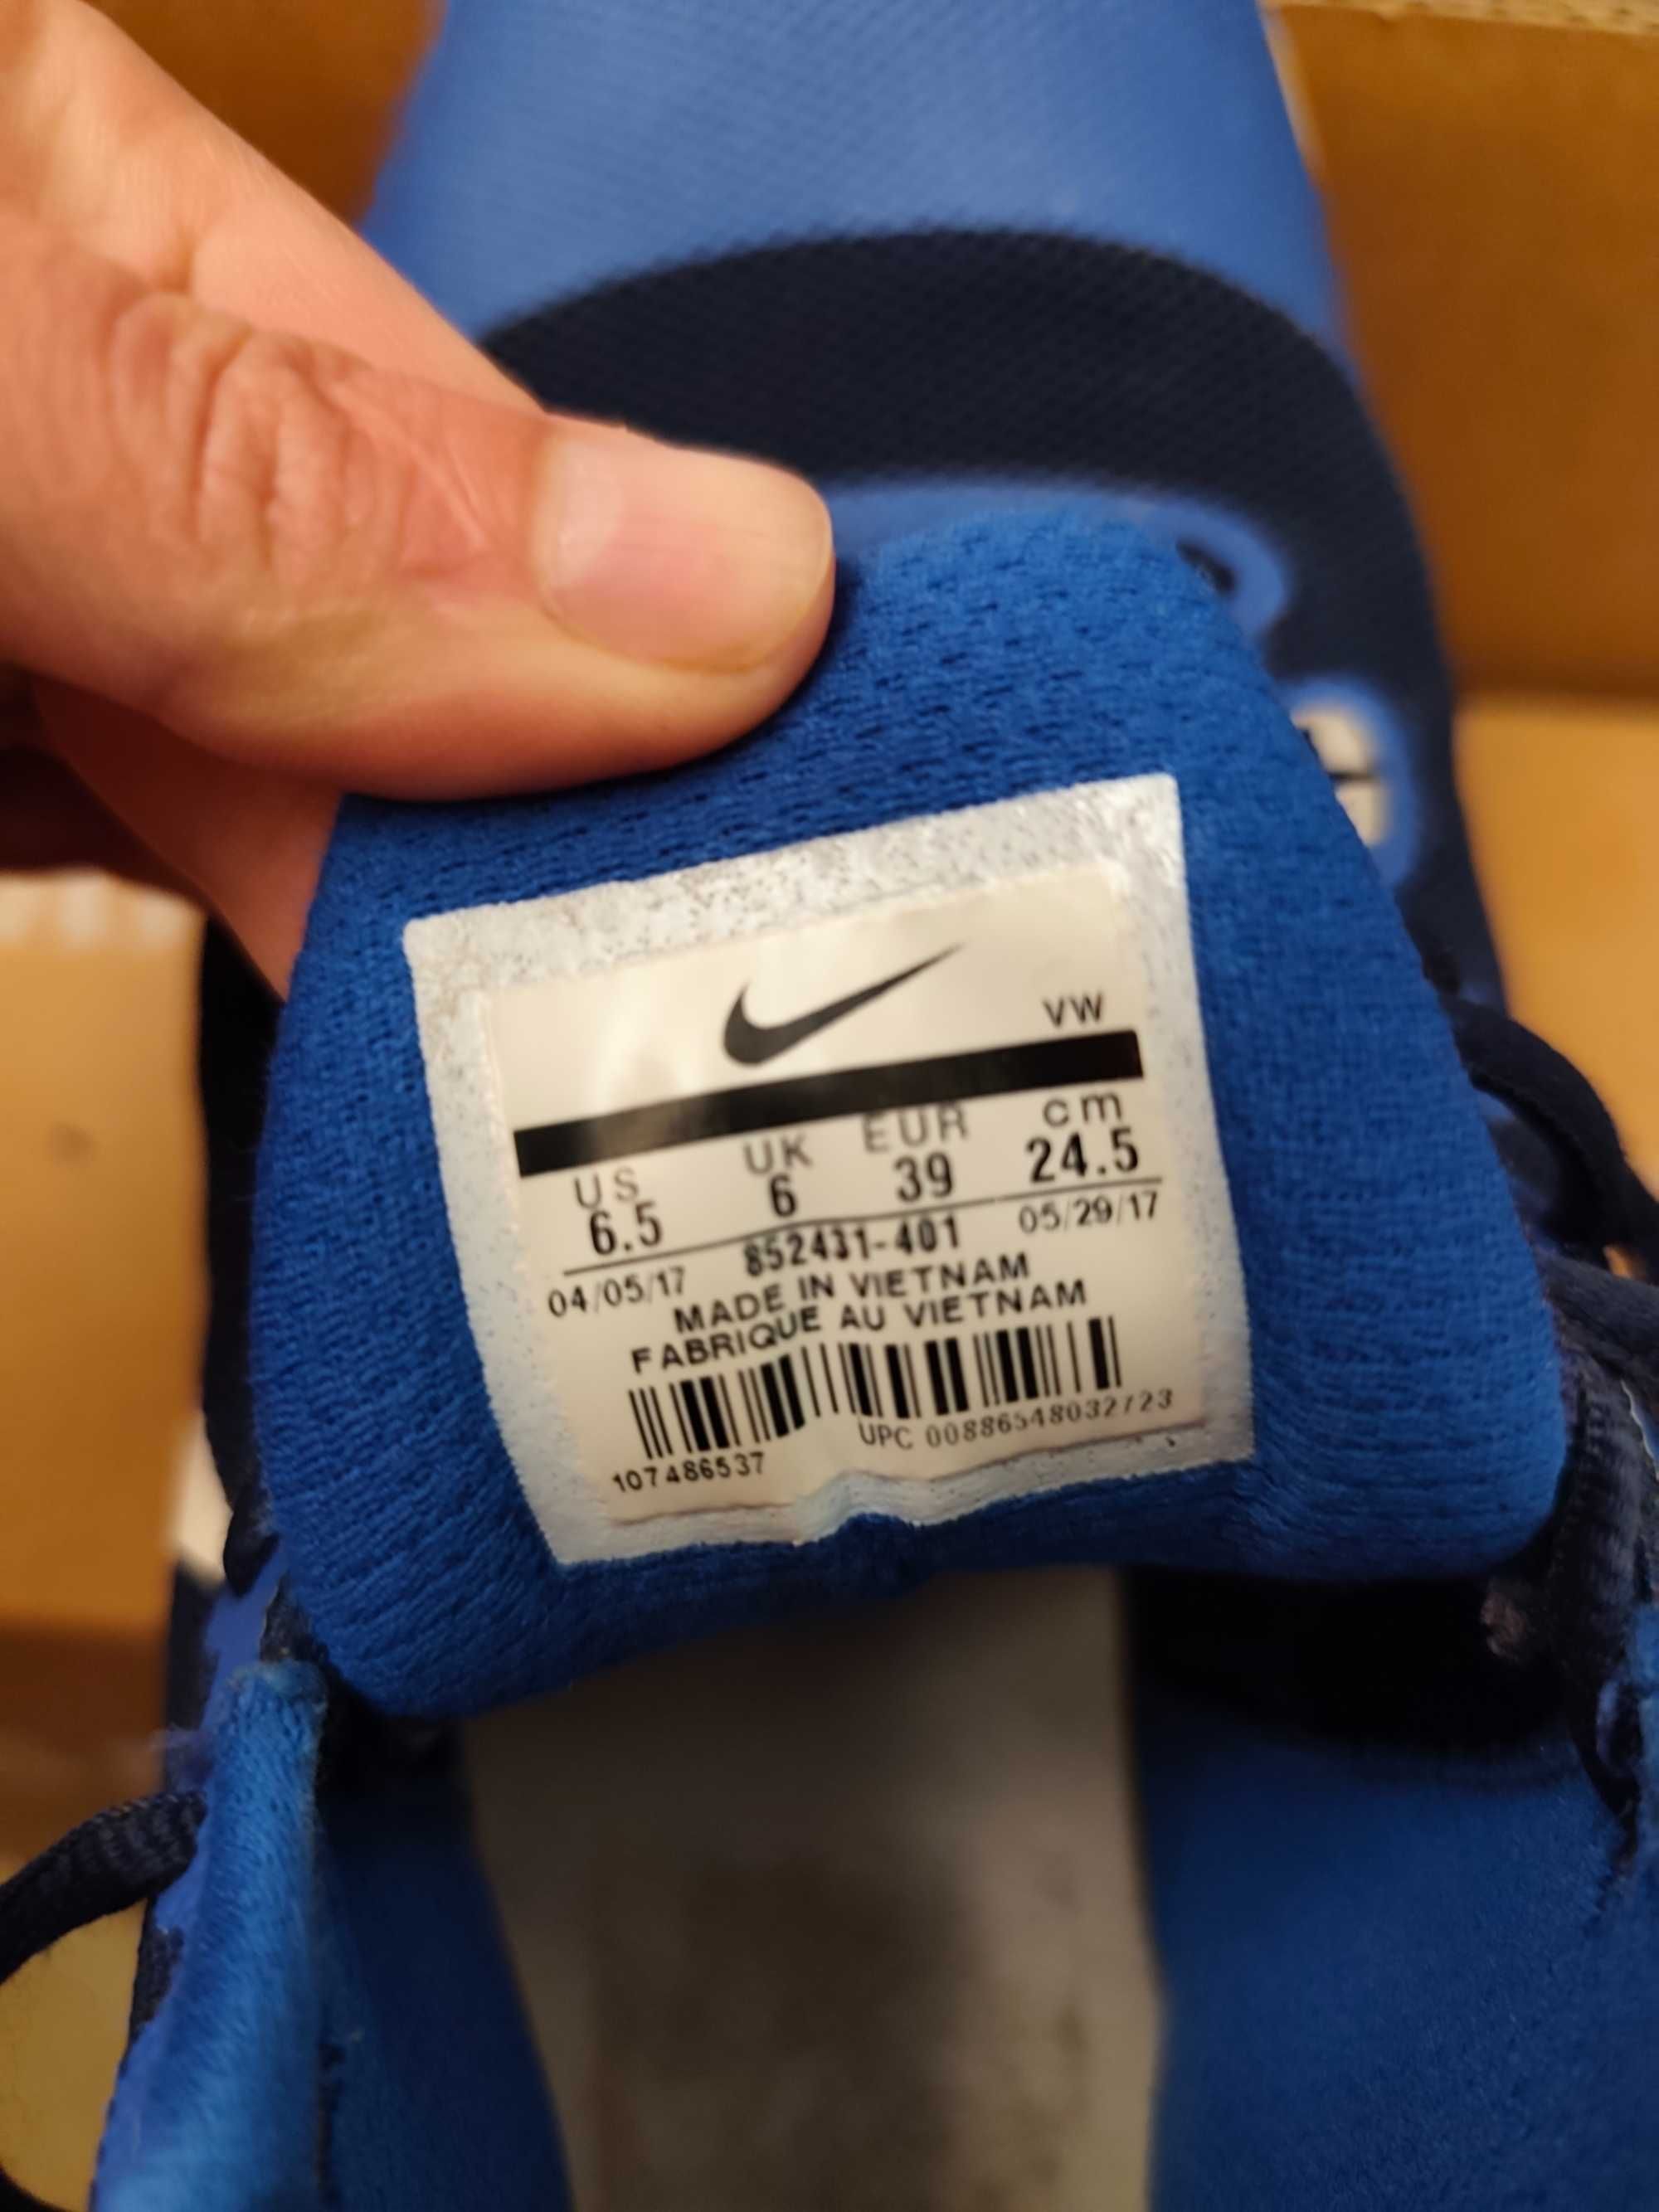 VW
US UK EUR cm
6.5 6 39 24.5
04/05/17 852431-401 05/29/17
MADE IN VIETNAM
FABRIQUE AU VIETNAM
107486537 UPC 00886548032723